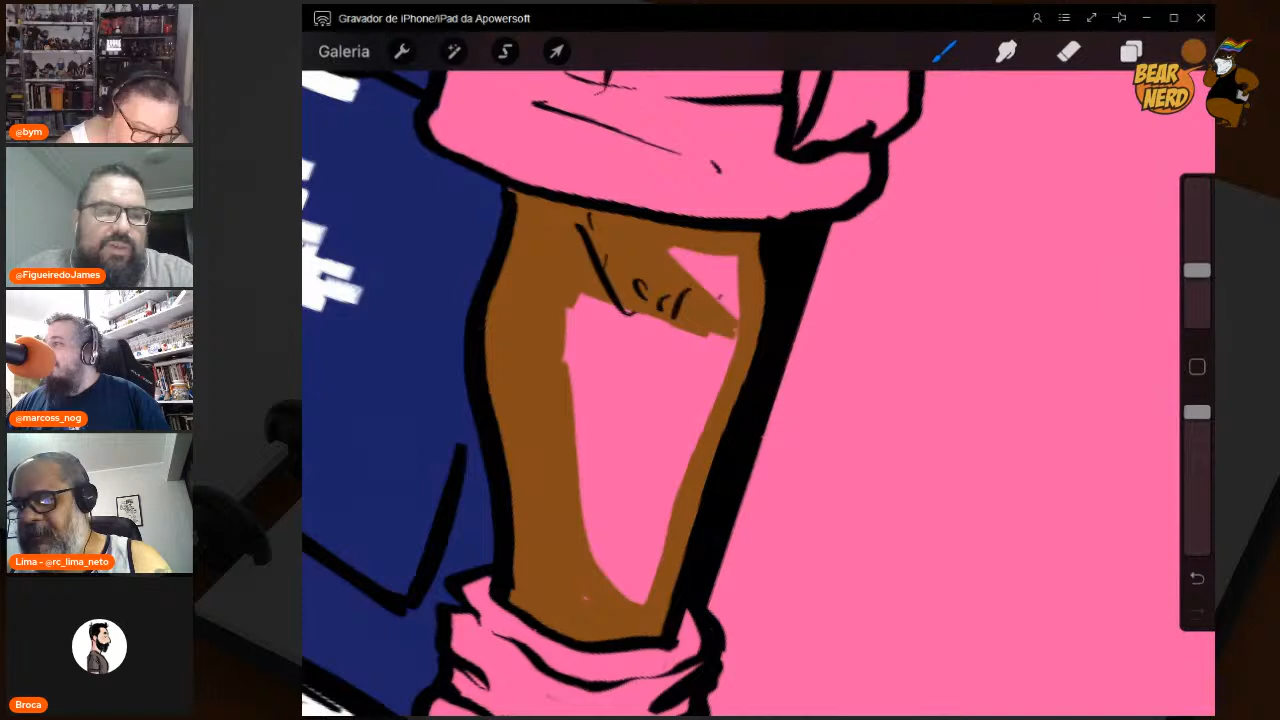 Gravador de iPhone/iPad da Apowersoft
Galeria
BEAR
NERD
@bym
@FigueiredoJames
@marcoss_nog
Lima - @rc_lima_neto
Broca